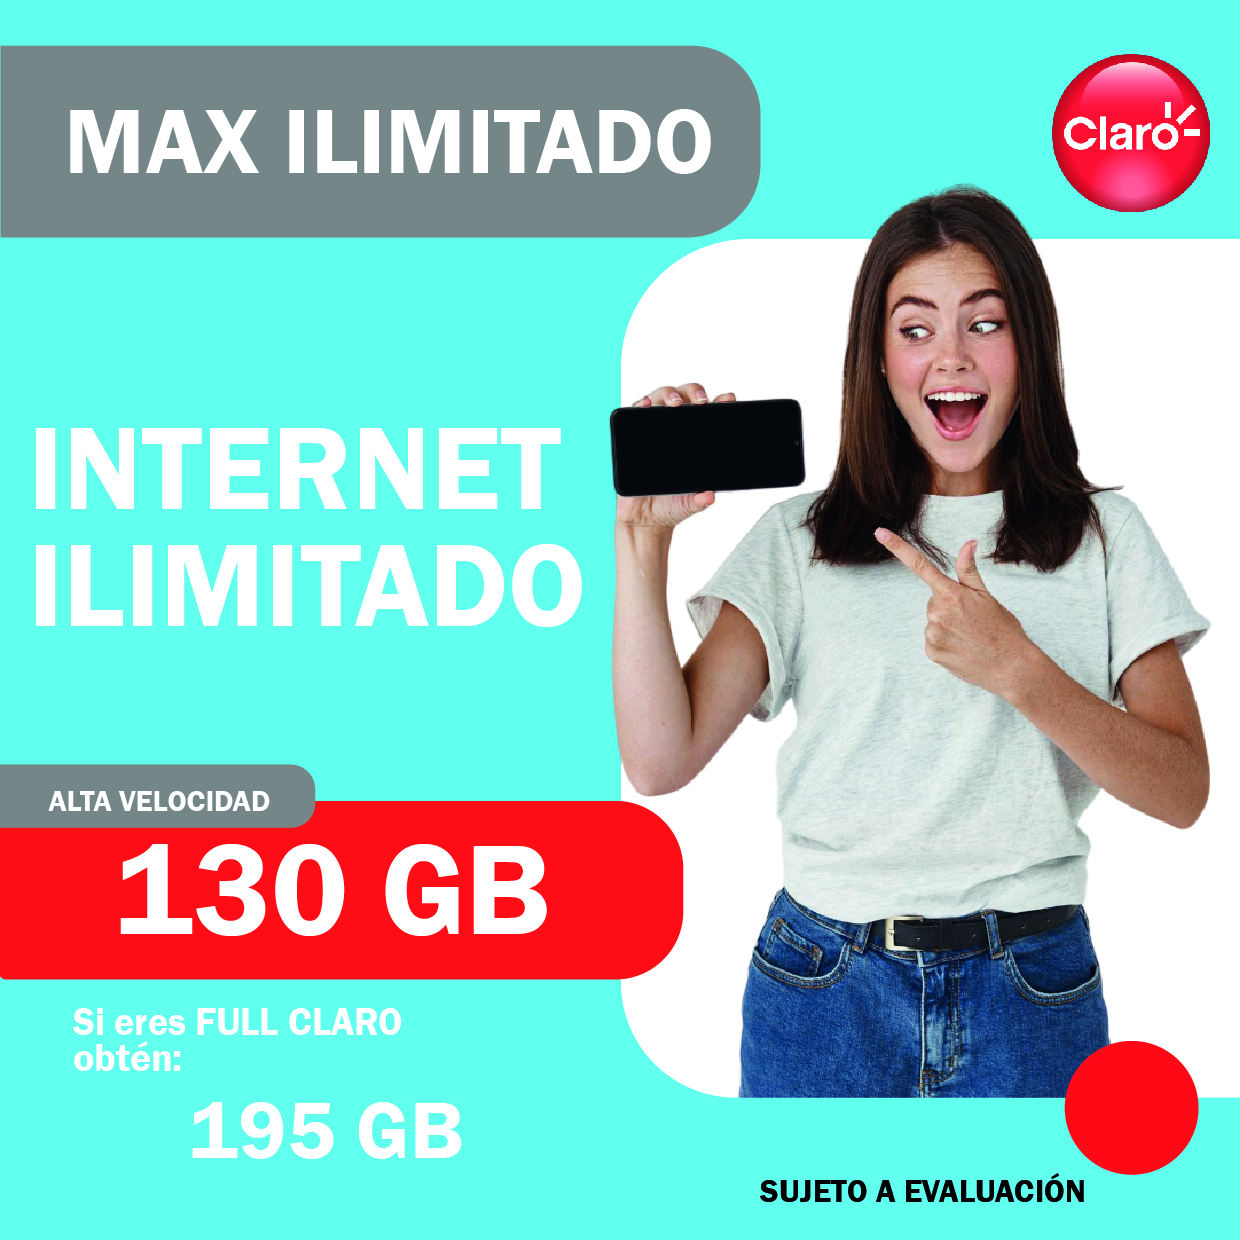 MAX ILIMITADO
Claro
INTERNET
ILIMITADO
ALTA VELOCIDAD
130 GB
Si eres FULL CLARO
obtén:
195 GB
SUJETO A EVALUACIÓN